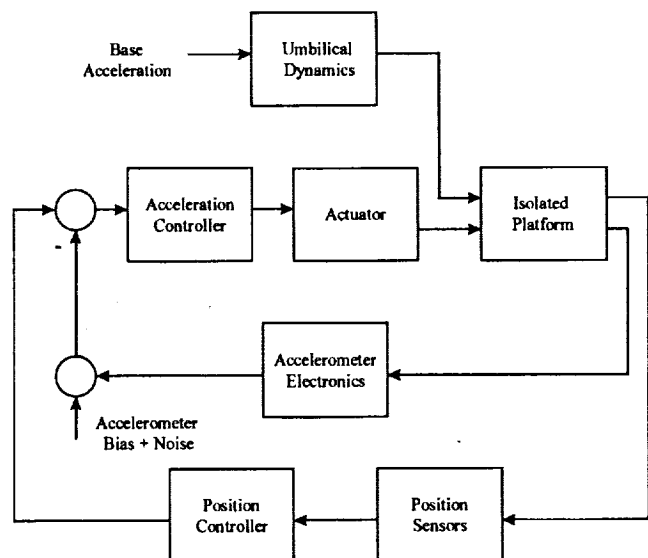 Base
Acceleration
Umbilical
Dynamics
Acceleration
Controller
Actuator
Isolated
Platform
-
Accelerometer
Electronics
Accelerometer
Bias + Noise
Position
Controller
Position
Sensors